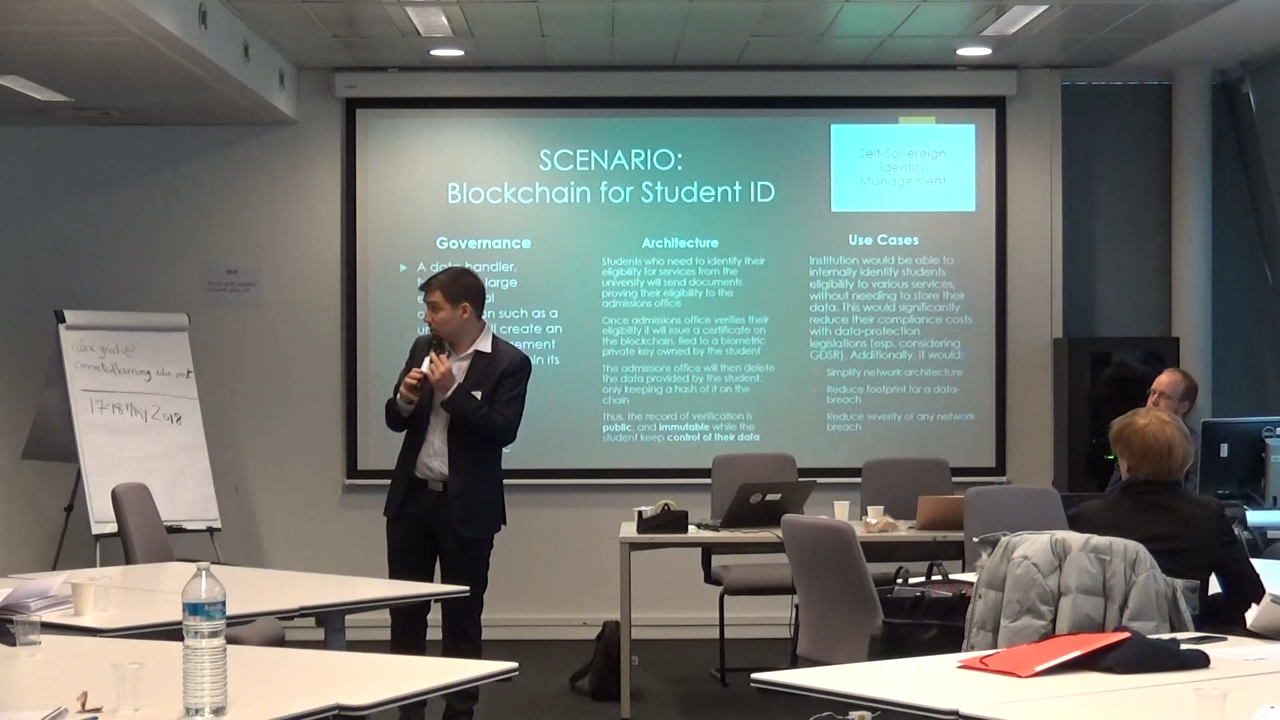 SCENARIO:
Blockchain for Student ID
Self-Sovereign
Identity
Management
Governance
A data handler,
large
such as a
create an
its
Architecture
Students who need to identify their
eligibility for services from the
university will send documents
proving their eligibility to the
admissions office
Once admissions office verifies their
eligibility it will issue a certificate on
the blockchain, tied to a biometric
private key owned by the student
The admissions office will then delete
the data provided by the student,
only keeping a hash of it on the
chain
Thus, the record of verification is
public, and immutable while the
student keep control of their data
Use Cases
Institution would be able to
internally identify students
eligibility to various services,
without needing to store their
data. This would significantly
reduce their compliance costs
with data-protection
legislations [esp. considering
GDSR). Additionally, it would:
Simplify network-architecture
Reduce footprint for a data-
breach
Reduce severity of any network
breach
17-18 May 2018